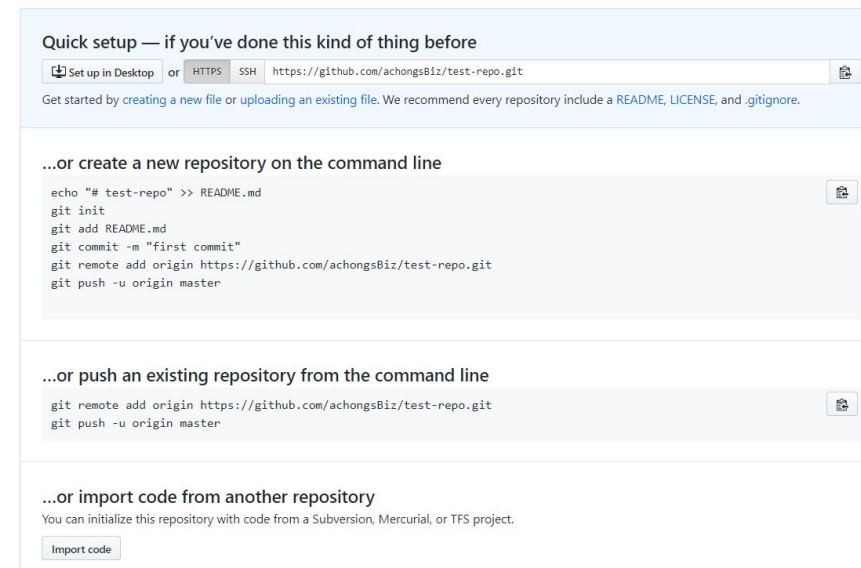 Quick setup — if you’ve done this kind of thing before
Set up in Desktop or HTTPS SSH https://github.com/achongsBiz/test-repo.git
Get started by creating a new file or uploading an existing file. We recommend every repository include a README, LICENSE, and .gitignore.
…or create a new repository on the command line
echo "# test-repo" >> README.md
git init
git add README.md
git commit -m "first commit"
git remote add origin https://github.com/achongsBiz/test-repo.git
git push -u origin master
…or push an existing repository from the command line
git remote add origin https://github.com/achongsBiz/test-repo.git
git push -u origin master
…or import code from another repository
You can initialize this repository with code from a Subversion, Mercurial, or TFS project.
Import code